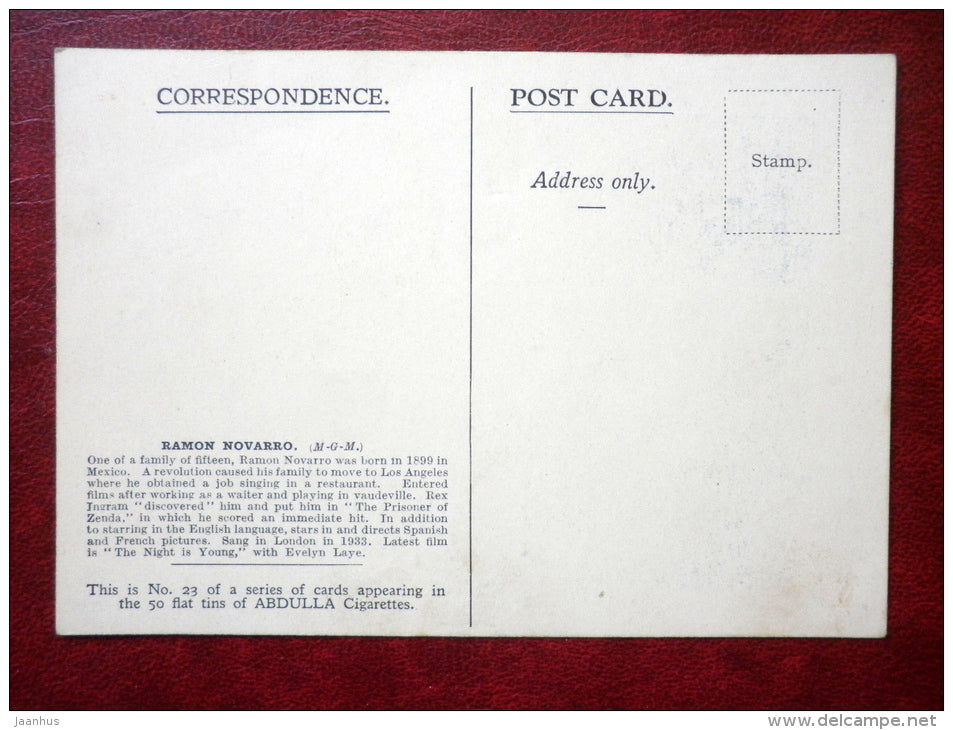 CORRESPONDENCE.
POST CARD.
Stamp.
Address only.
RAMON NOVARRO. (M-G-M.)
One of a family of fifteen, Ramon Novarro was born in 1899 in
Mexico. A revolution caused his family to move to Los Angeles
where he obtained a job singing in a restaurant. Entered
films after working as a waiter and playing in vaudeville. Rex
Ingram "discovered" him and put him in "The Prisoner of
Zenda," in which he scored an immediate hit. In addition
to starring in the English language, stars in and directs Spanish
and French pictures. Sang in London in 1933. Latest film
is "The Night is Young," with Evelyn Laye.
This is No. 23 of a series of cards appearing in
the 50 flat tins of ABDULLA Cigarettes.
jaanhus
www.delcampe.net